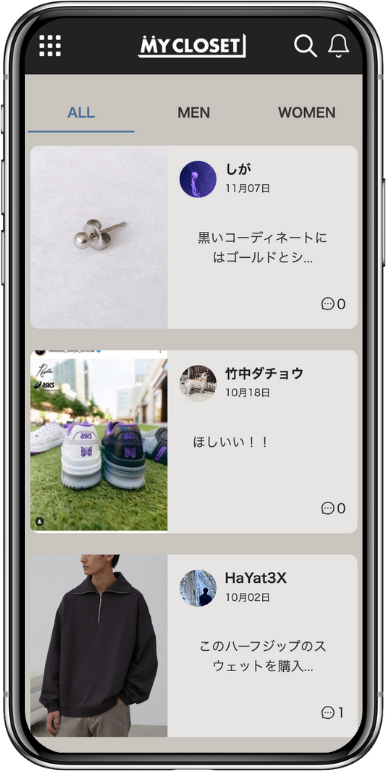 MYCLOSET
ALL
MEN
WOMEN
しが
11月07日
黒いコーディネートに
はゴールドとシ...
0
竹中ダチョウ
10月18日
asics
ほしいい！！
0
HaYat3X
10月02日
このハーフジップのス
ウェットを購入...
1